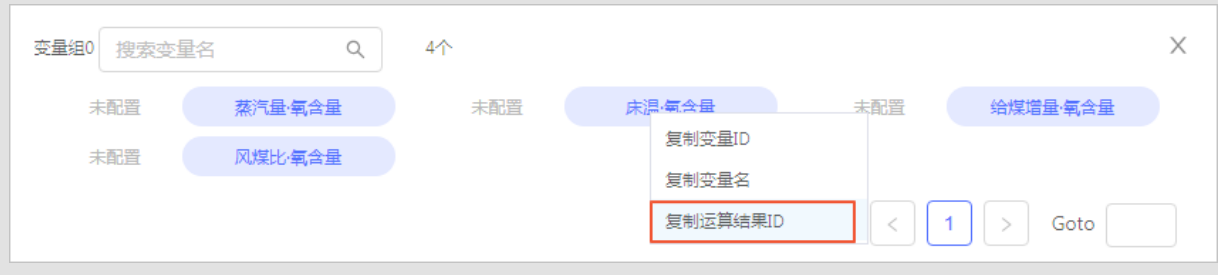 变量组0 搜索变量名 4个 X
未配置 蒸汽量·氧含量 未配置 床温·氧含量 未配置 给煤增量·氧含量
复制变量ID
未配置 风煤比·氧含量
复制变量名
复制运算结果ID
< 1 > Goto